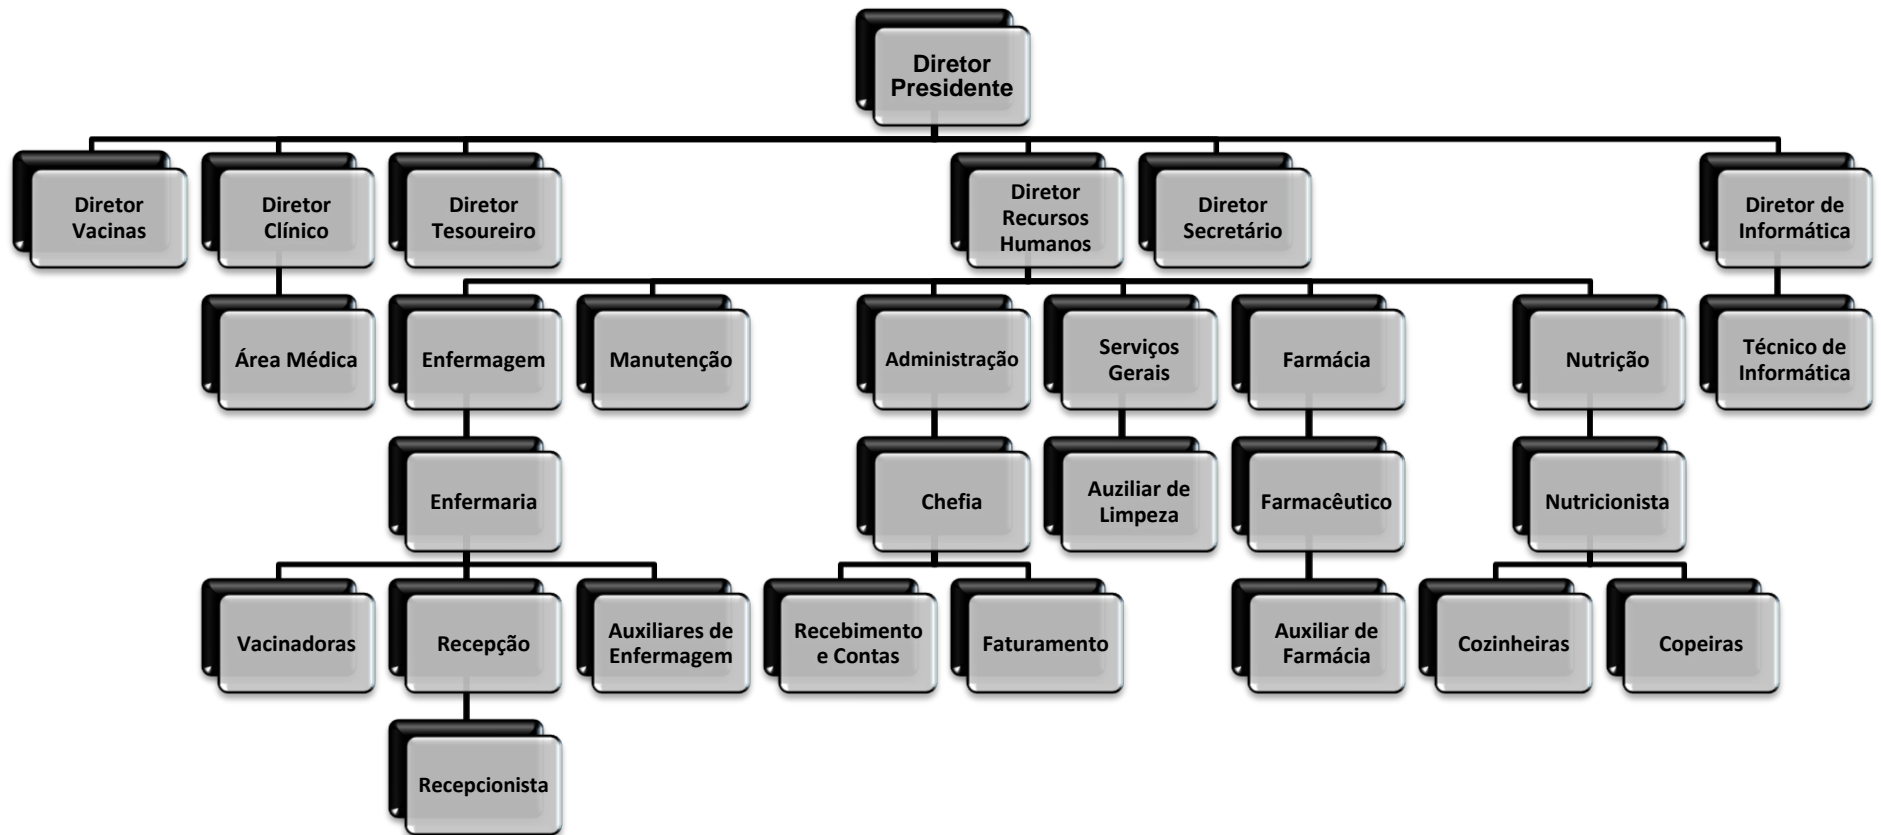 Diretor
Presidente
Diretor
Vacinas
Diretor
Clínico
Diretor
Tesoureiro
Diretor
Recursos
Humanos
Diretor
Secretário
Diretor de
Informática
Área Médica
Enfermagem
Manutenção
Administração
Serviços
Gerais
Farmácia
Nutrição
Técnico de
Informática
Enfermaria
Chefia
Auziliar de
Limpeza
Farmacêutico
Nutricionista
Vacinadoras
Recepção
Auxiliares de
Enfermagem
Recebimento
e Contas
Faturamento
Auxiliar de
Farmácia
Cozinheiras
Copeiras
Recepcionista